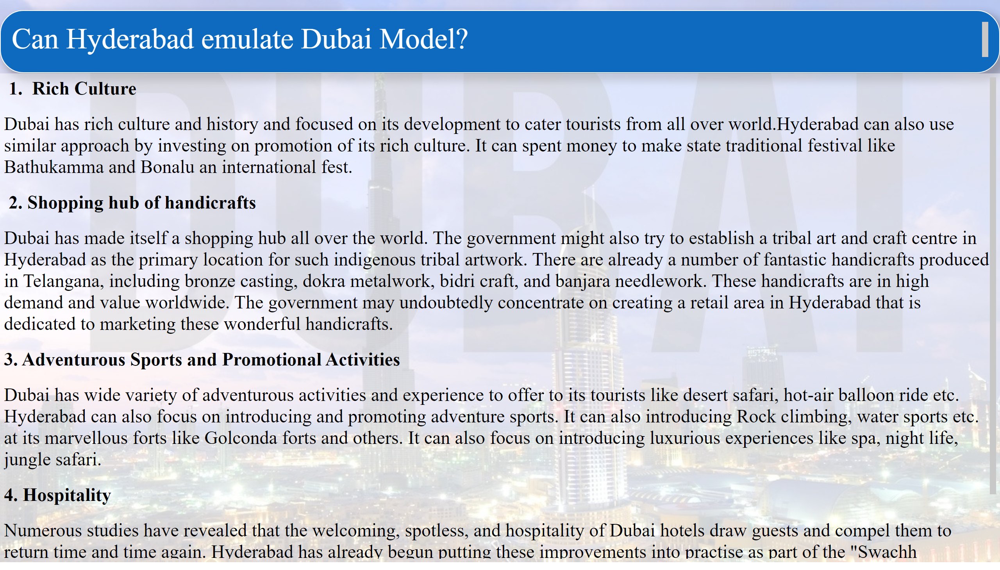 Can Hyderabad emulate Dubai Model?
DUBAI
1. Rich Culture
Dubai has rich culture and history and focused on its development to cater tourists from all over world.Hyderabad can also use
similar approach by investing on promotion of its rich culture. It can spent money to make state traditional festival like
Bathukamma and Bonalu an international fest.
2. Shopping hub of handicrafts
Dubai has made itself a shopping hub all over the world. The government might also try to establish a tribal art and craft centre in
Hyderabad as the primary location for such indigenous tribal artwork. There are already a number of fantastic handicrafts produced
in Telangana, including bronze casting, dokra metalwork, bidri craft, and banjara needlework. These handicrafts are in high
demand and value worldwide. The government may undoubtedly concentrate on creating a retail area in Hyderabad that is
dedicated to marketing these wonderful handicrafts.
3. Adventurous Sports and Promotional Activities
Dubai has wide variety of adventurous activities and experience to offer to its tourists like desert safari, hot-air balloon ride etc.
Hyderabad can also focus on introducing and promoting adventure sports. It can also introducing Rock climbing, water sports etc.
at its marvellous forts like Golconda forts and others. It can also focus on introducing luxurious experiences like spa, night life,
jungle safari.
4. Hospitality
Numerous studies have revealed that the welcoming, spotless, and hospitality of Dubai hotels draw guests and compel them to
return time and time again. Hyderabad has already begun putting these improvements into practise as part of the "Swachh